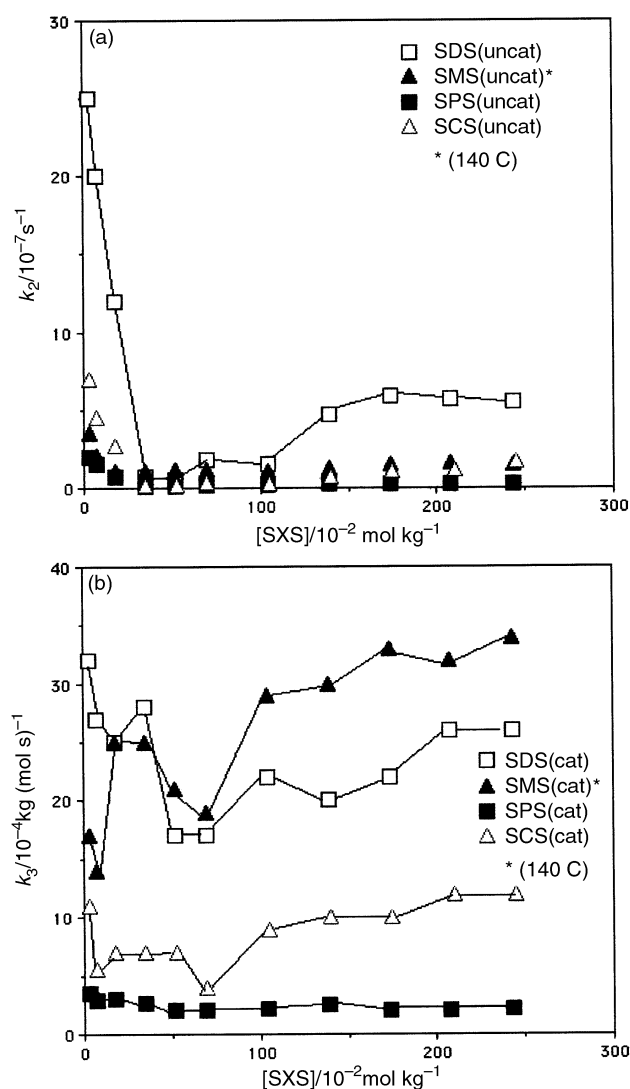 (a)
30
20
10
0
k₂/10⁻⁷s⁻¹
SDS(uncat)
SMS(uncat)*
SPS(uncat)
SCS(uncat)
* (140 C)
0
100
200
300
[SXS]/10⁻² mol kg⁻¹
(b)
40
30
20
10
0
k₃/10⁻⁴kg (mol s)⁻¹
SDS(cat)
SMS(cat)*
SPS(cat)
SCS(cat)
* (140 C)
0
100
200
300
[SXS]/10⁻²mol kg⁻¹